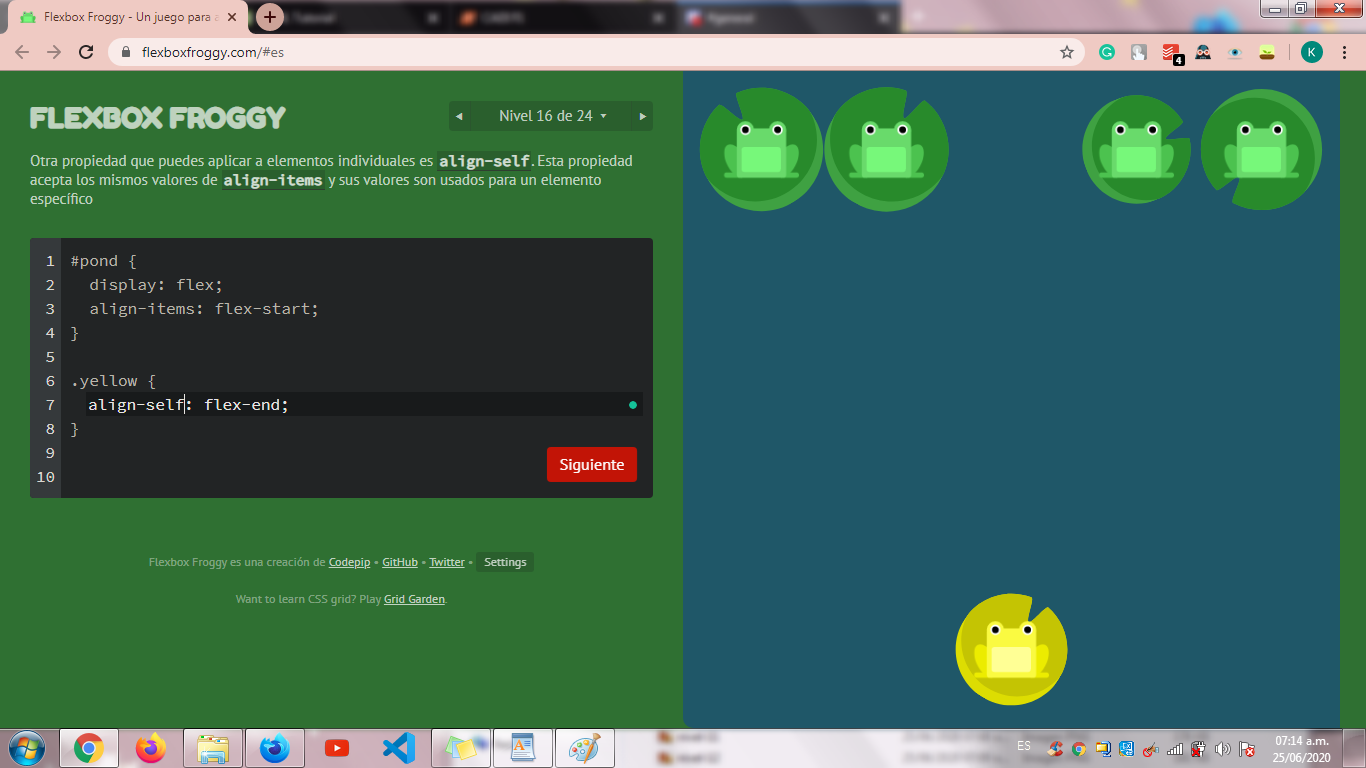 Flexbox Froggy - Un juego para a
flexboxfroggy.com/#es
4
K
FLEXBOX FROGGY
◂ Nivel 16 de 24 ▾ ▸
Otra propiedad que puedes aplicar a elementos individuales es align-self. Esta propiedad
acepta los mismos valores de align-items y sus valores son usados para un elemento
específico
1 #pond {
2 display: flex;
3 align-items: flex-start;
4 }
5
6 .yellow {
7 align-self: flex-end;
8 }
9
10
Siguiente
Flexbox Froggy es una creación de Codepip • GitHub • Twitter • Settings
Want to learn CSS grid? Play Grid Garden.
ES
07:14 a.m.
25/06/2020